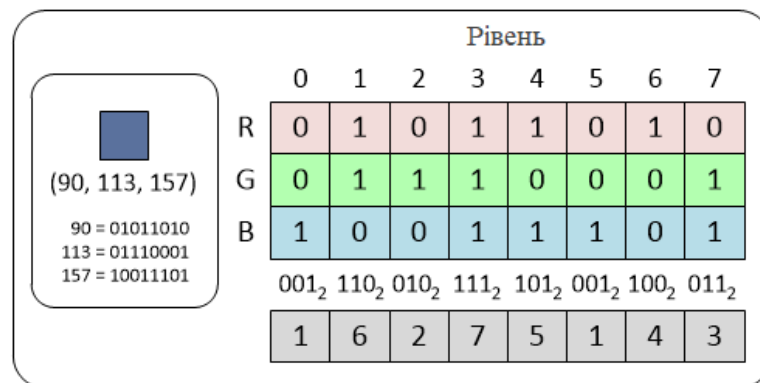 Рівень
0 1 2 3 4 5 6 7
R 0 1 0 1 1 0 1 0
G 0 1 1 1 0 0 0 1
B 1 0 0 1 1 1 0 1
001₂ 110₂ 010₂ 111₂ 101₂ 001₂ 100₂ 011₂
1 6 2 7 5 1 4 3
(90, 113, 157)
90 = 01011010
113 = 01110001
157 = 10011101